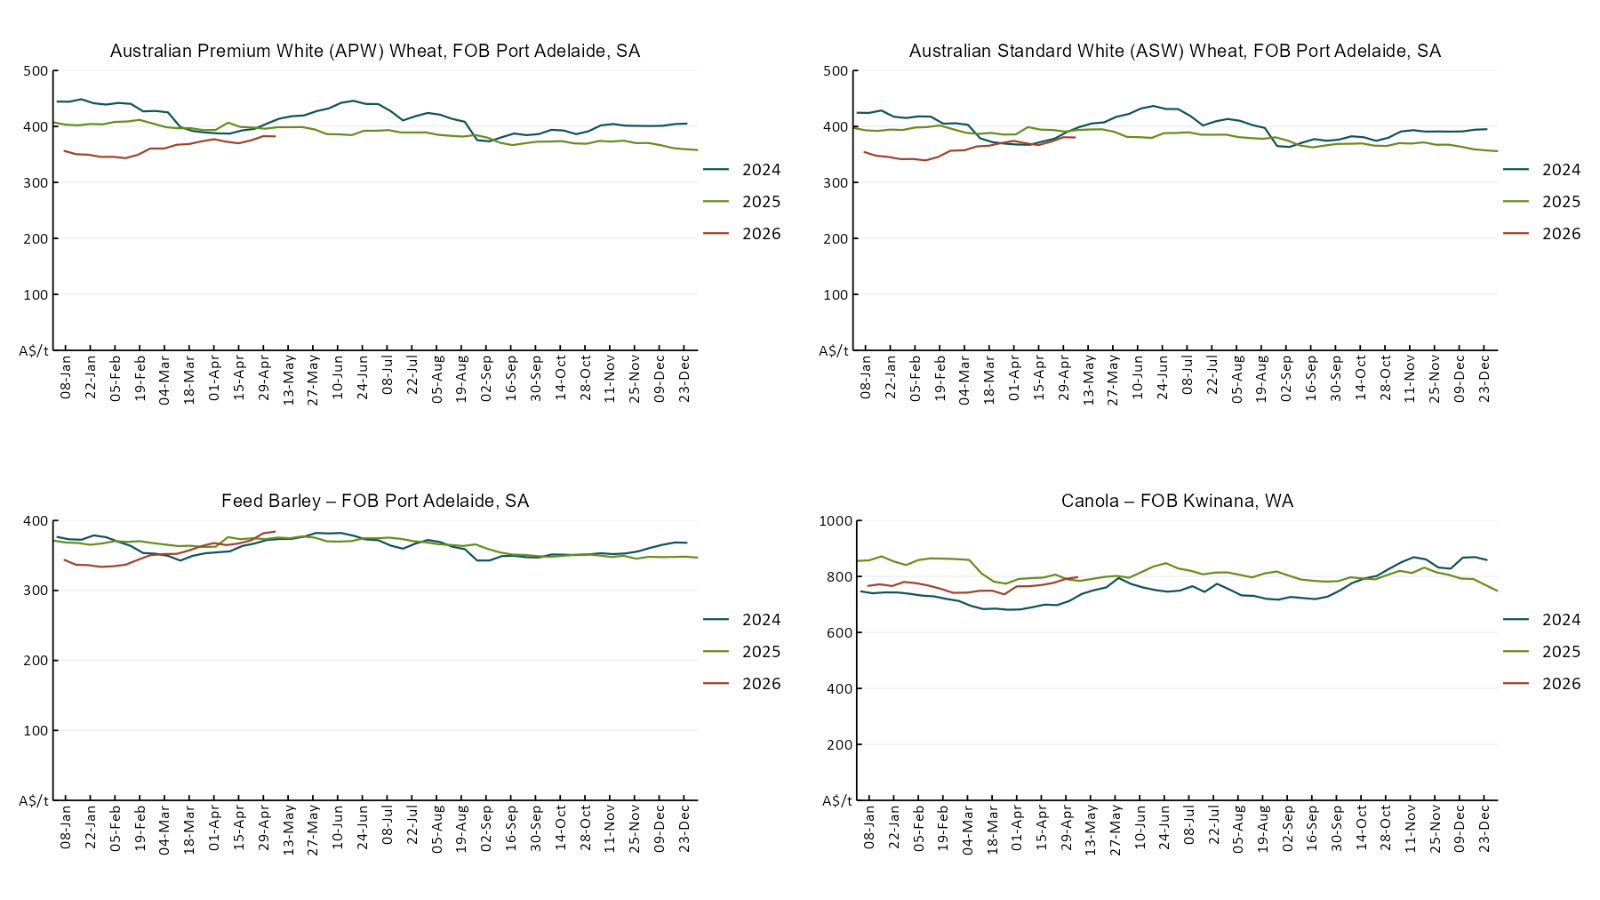 Australian Premium White (APW) Wheat, FOB Port Adelaide, SA
500
400
300
200
100
A$/t
08-Jan
22-Jan
05-Feb
19-Feb
04-Mar
18-Mar
01-Apr
15-Apr
29-Apr
13-May
27-May
10-Jun
24-Jun
08-Jul
22-Jul
05-Aug
19-Aug
02-Sep
16-Sep
30-Sep
14-Oct
28-Oct
11-Nov
25-Nov
09-Dec
23-Dec
2024
2025
2026
Australian Standard White (ASW) Wheat, FOB Port Adelaide, SA
500
400
300
200
100
A$/t
08-Jan
22-Jan
05-Feb
19-Feb
04-Mar
18-Mar
01-Apr
15-Apr
29-Apr
13-May
27-May
10-Jun
24-Jun
08-Jul
22-Jul
05-Aug
19-Aug
02-Sep
16-Sep
30-Sep
14-Oct
28-Oct
11-Nov
25-Nov
09-Dec
23-Dec
2024
2025
2026
Feed Barley – FOB Port Adelaide, SA
400
300
200
100
A$/t
08-Jan
22-Jan
05-Feb
19-Feb
04-Mar
18-Mar
01-Apr
15-Apr
29-Apr
13-May
27-May
10-Jun
24-Jun
08-Jul
22-Jul
05-Aug
19-Aug
02-Sep
16-Sep
30-Sep
14-Oct
28-Oct
11-Nov
25-Nov
09-Dec
23-Dec
2024
2025
2026
Canola – FOB Kwinana, WA
1000
800
600
400
200
A$/t
08-Jan
22-Jan
05-Feb
19-Feb
04-Mar
18-Mar
01-Apr
15-Apr
29-Apr
13-May
27-May
10-Jun
24-Jun
08-Jul
22-Jul
05-Aug
19-Aug
02-Sep
16-Sep
30-Sep
14-Oct
28-Oct
11-Nov
25-Nov
09-Dec
23-Dec
2024
2025
2026